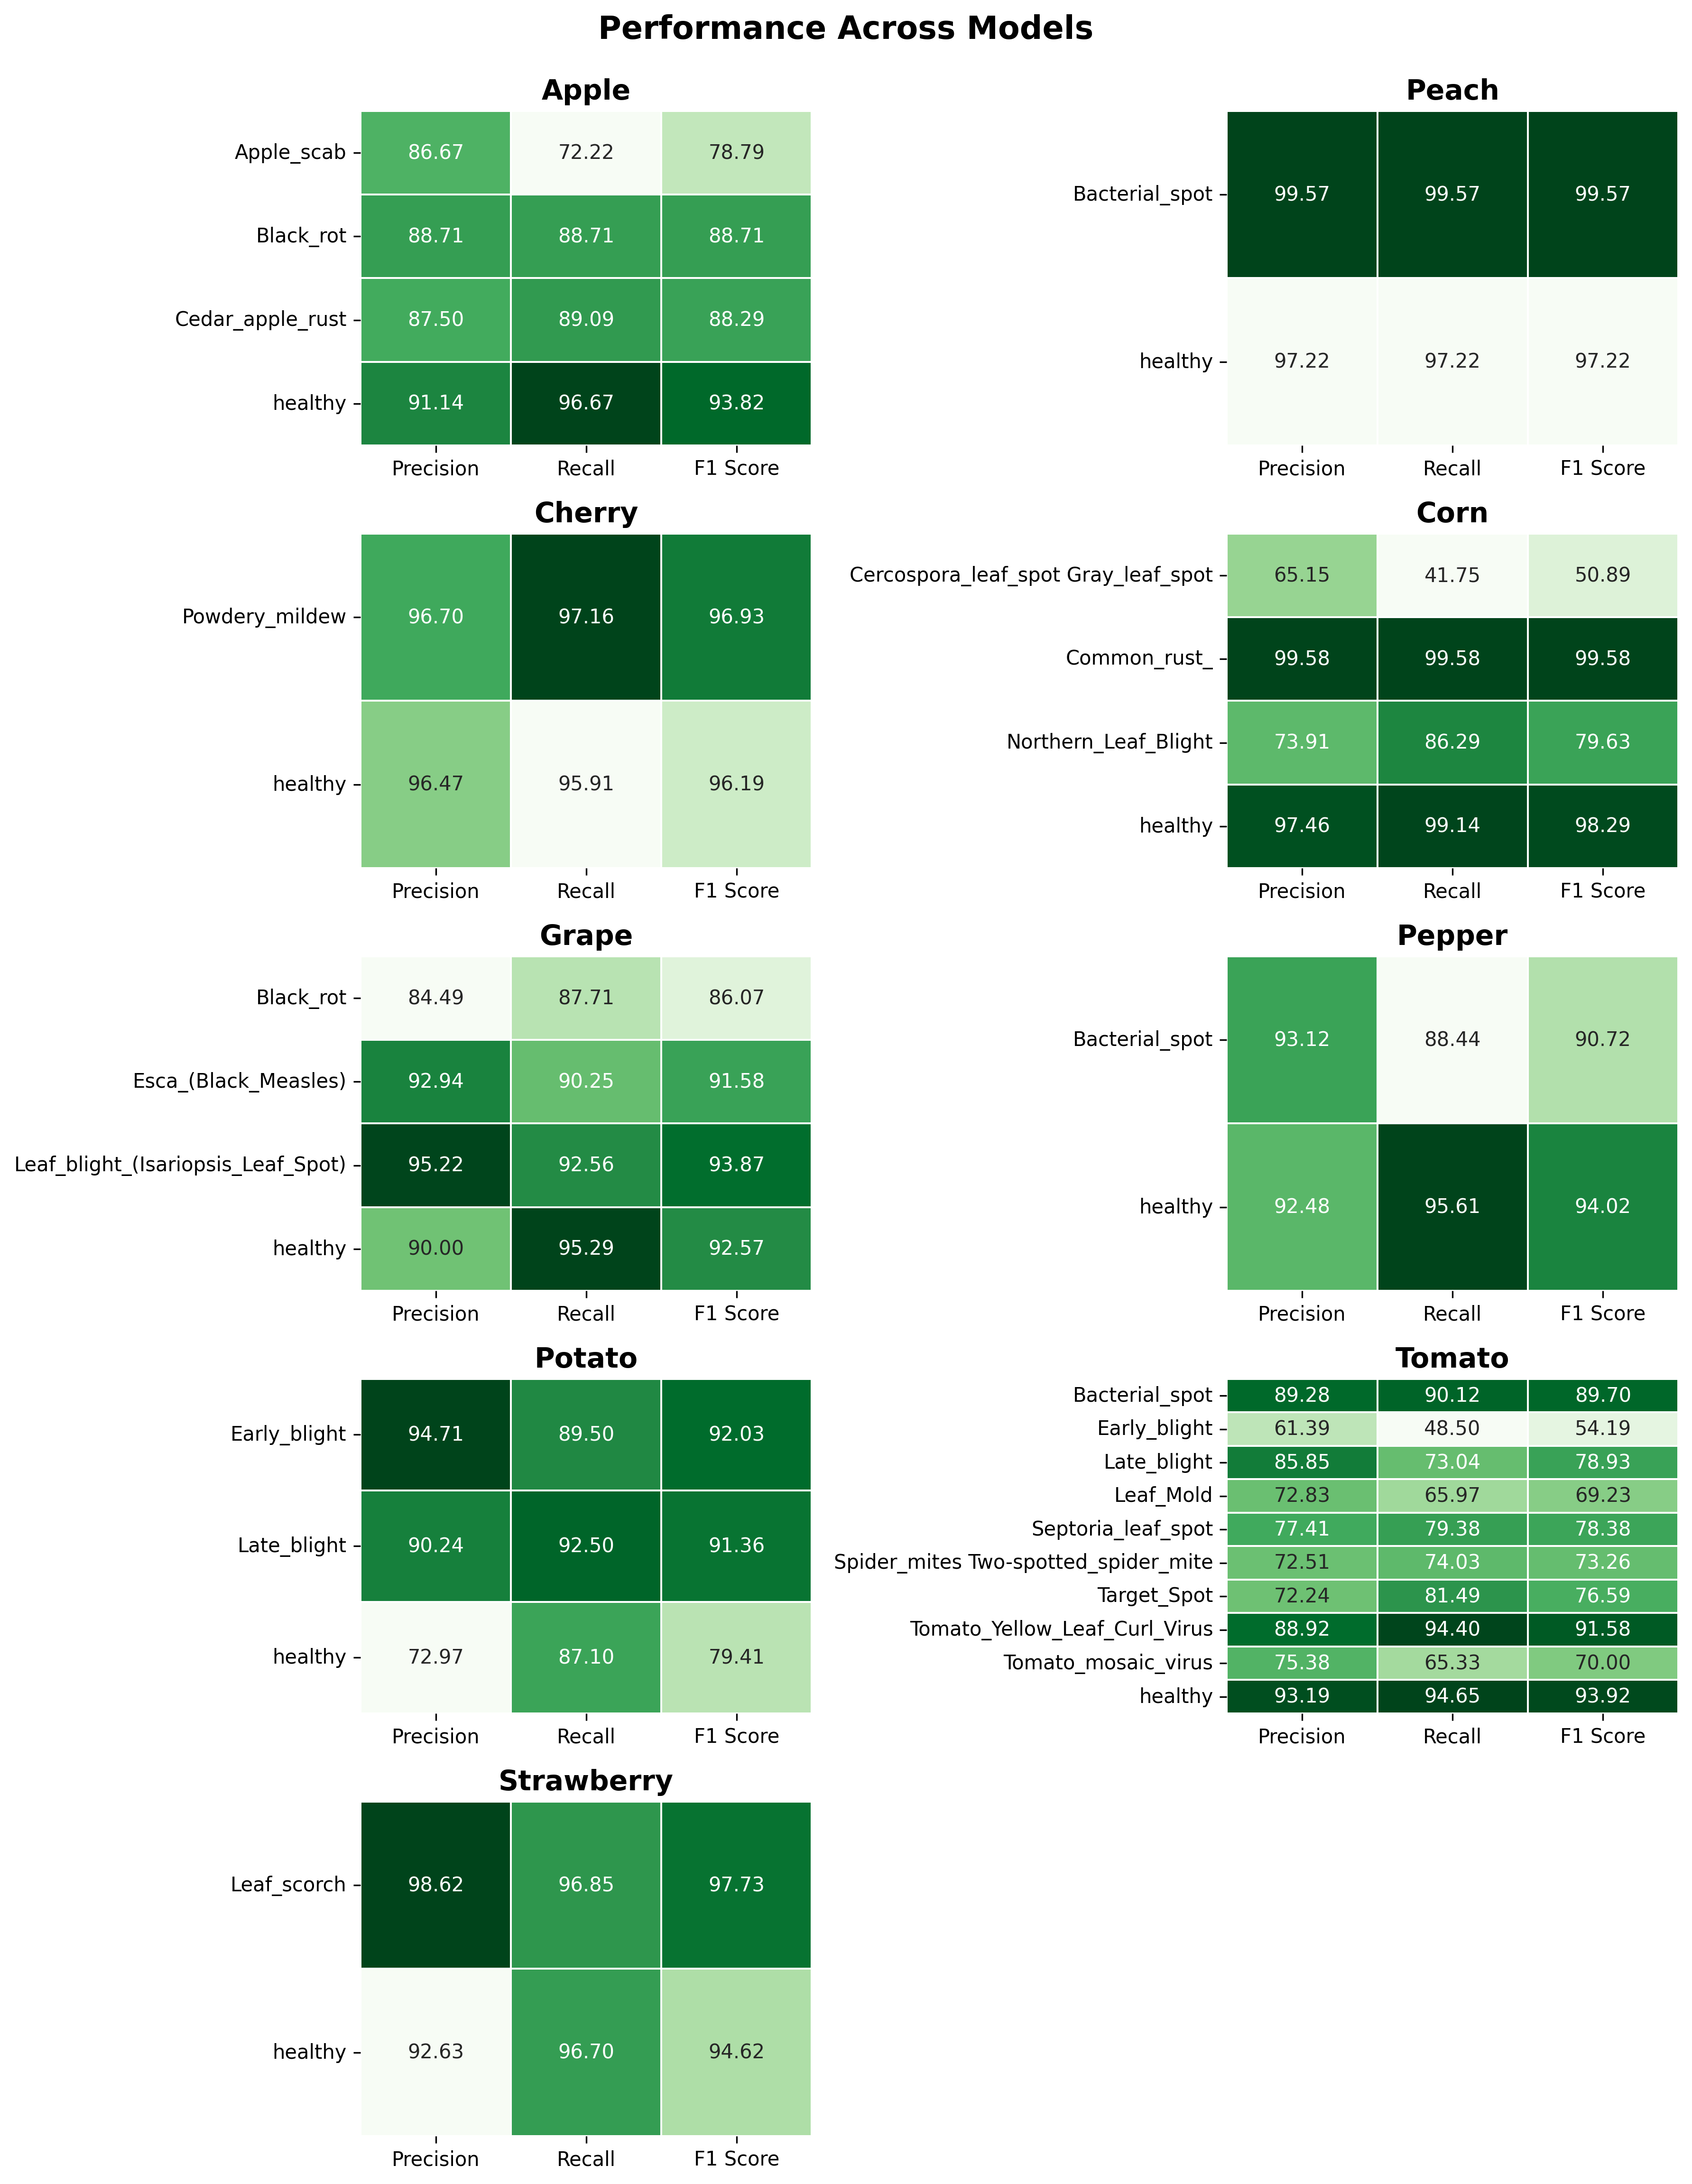 Performance Across Models
Apple
Apple_scab 86.67 72.22 78.79
Black_rot 88.71 88.71 88.71
Cedar_apple_rust 87.50 89.09 88.29
healthy 91.14 96.67 93.82
Precision Recall F1 Score
Peach
Bacterial_spot 99.57 99.57 99.57
healthy 97.22 97.22 97.22
Precision Recall F1 Score
Cherry
Powdery_mildew 96.70 97.16 96.93
healthy 96.47 95.91 96.19
Precision Recall F1 Score
Corn
Cercospora_leaf_spot Gray_leaf_spot 65.15 41.75 50.89
Common_rust_ 99.58 99.58 99.58
Northern_Leaf_Blight 73.91 86.29 79.63
healthy 97.46 99.14 98.29
Precision Recall F1 Score
Grape
Black_rot 84.49 87.71 86.07
Esca_(Black_Measles) 92.94 90.25 91.58
Leaf_blight_(Isariopsis_Leaf_Spot) 95.22 92.56 93.87
healthy 90.00 95.29 92.57
Precision Recall F1 Score
Pepper
Bacterial_spot 93.12 88.44 90.72
healthy 92.48 95.61 94.02
Precision Recall F1 Score
Potato
Early_blight 94.71 89.50 92.03
Late_blight 90.24 92.50 91.36
healthy 72.97 87.10 79.41
Precision Recall F1 Score
Tomato
Bacterial_spot 89.28 90.12 89.70
Early_blight 61.39 48.50 54.19
Late_blight 85.85 73.04 78.93
Leaf_Mold 72.83 65.97 69.23
Septoria_leaf_spot 77.41 79.38 78.38
Spider_mites Two-spotted_spider_mite 72.51 74.03 73.26
Target_Spot 72.24 81.49 76.59
Tomato_Yellow_Leaf_Curl_Virus 88.92 94.40 91.58
Tomato_mosaic_virus 75.38 65.33 70.00
healthy 93.19 94.65 93.92
Precision Recall F1 Score
Strawberry
Leaf_scorch 98.62 96.85 97.73
healthy 92.63 96.70 94.62
Precision Recall F1 Score